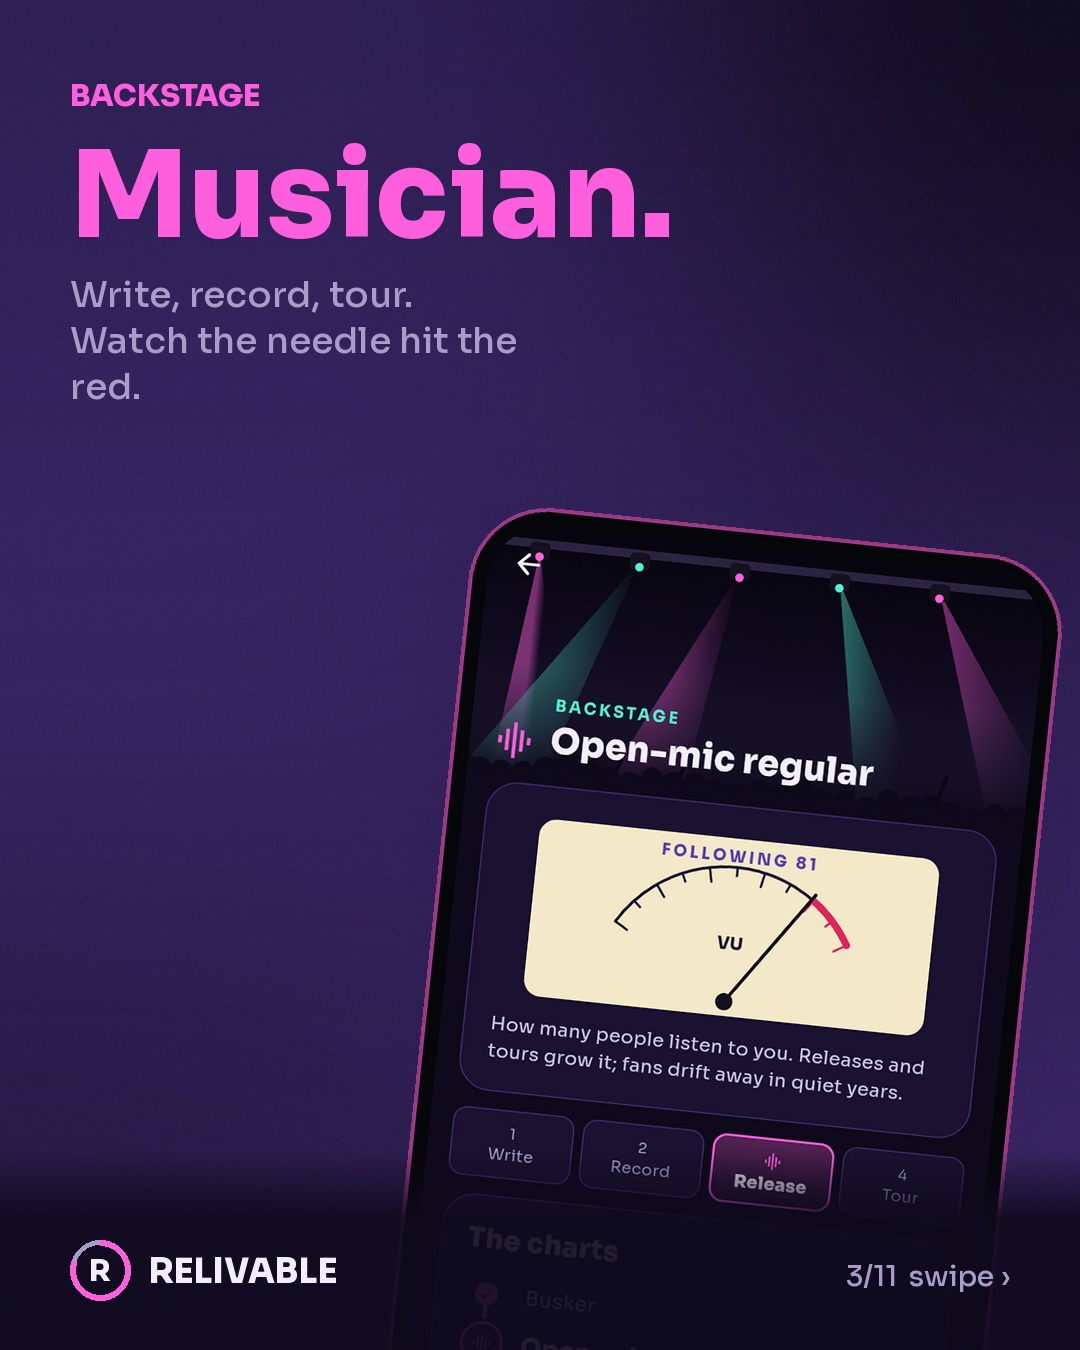 BACKSTAGE
Musician.
Write, record, tour.
Watch the needle hit the
red.
BACKSTAGE
Open-mic regular
FOLLOWING 81
VU
How many people listen to you. Releases and
tours grow it; fans drift away in quiet years.
1
Write
2
Record
Release
4
Tour
The charts
Busker
R RELIVABLE
3/11 swipe ›